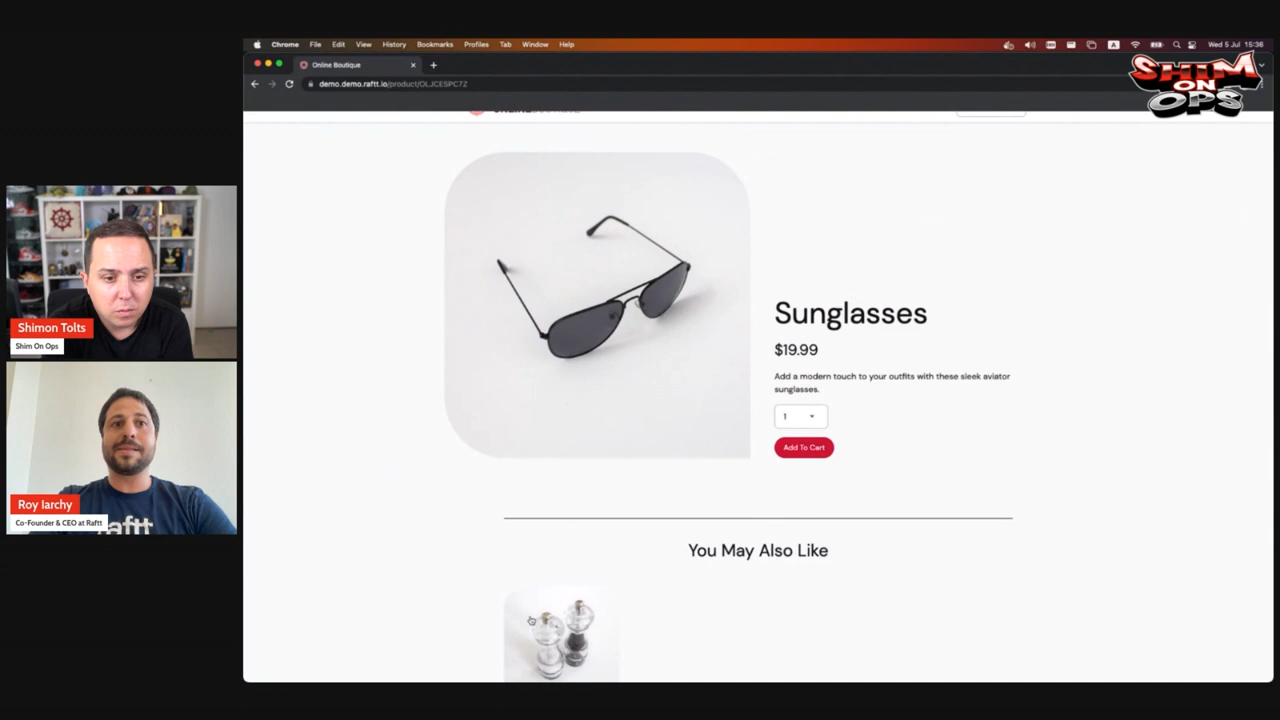 Chrome File Edit View History Bookmarks Profiles Tab Window Help
Wed 5 Jul 15:36
Online Boutique
demo.demo.raftt.io/product/OLJCESPC7Z
SHIM
ON
OPS
Sunglasses
$19.99
Add a modern touch to your outfits with these sleek aviator
sunglasses.
1
Add To Cart
You May Also Like
Shimon Tolts
Shim On Ops
Roy Iarchy
Co-Founder & CEO at Raftt